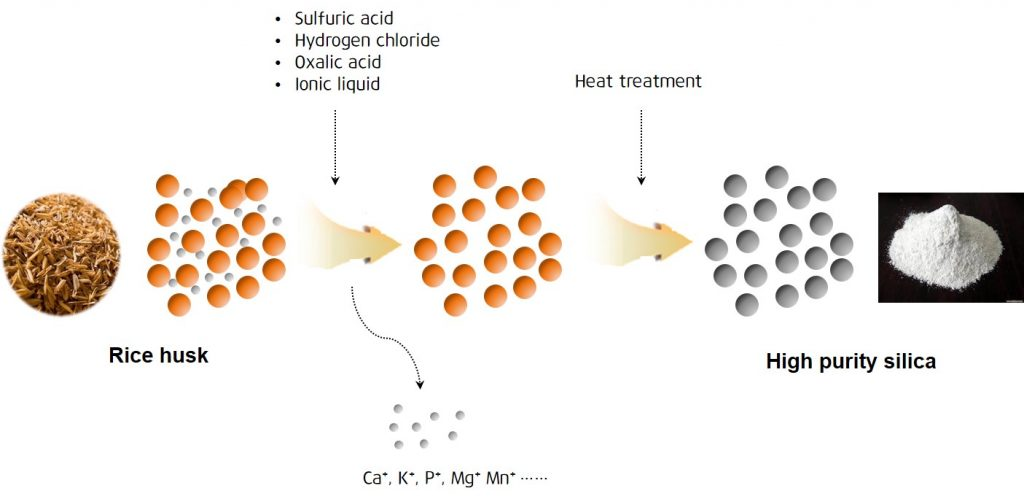 • Sulfuric acid
• Hydrogen chloride
• Oxalic acid
• Ionic liquid
Heat treatment
Rice husk
High purity silica
Ca⁺, K⁺, P⁺, Mg⁺ Mn⁺ ······